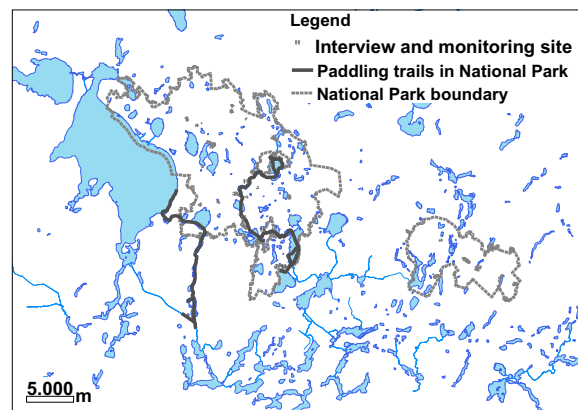 Legend
" Interview and monitoring site
Paddling trails in National Park
National Park boundary
5.000 m